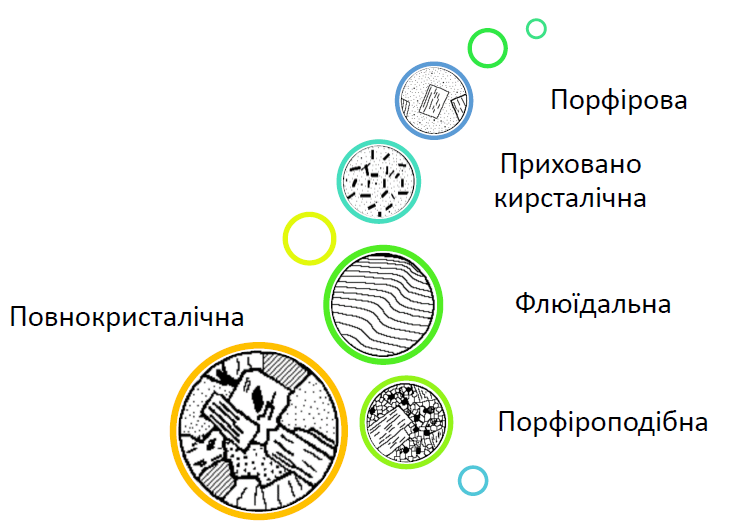 Порфірова
Приховано
кирсталічна
Флюїдальна
Повнокристалічна
Порфіроподібна